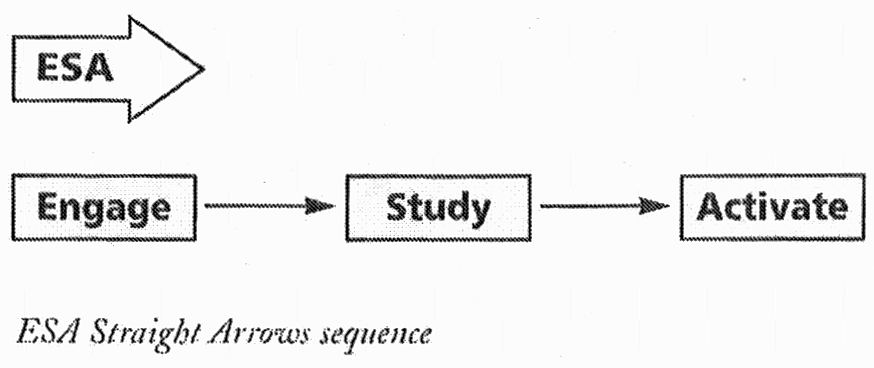 ESA
Engage Study Activate
ESA Straight Arrows sequence